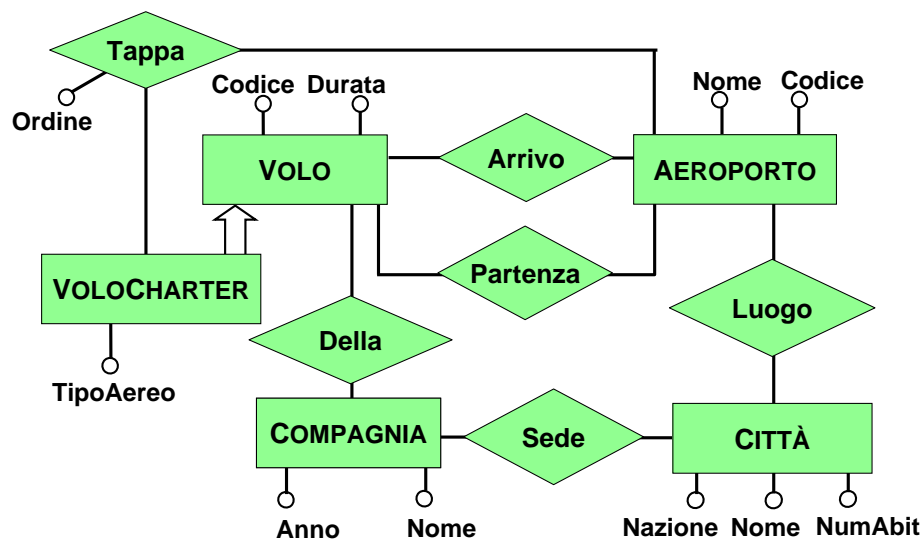 Tappa
Codice Durata
Nome Codice
Ordine
VOLO
Arrivo
AEROPORTO
VOLOCHARTER
Partenza
Luogo
Della
TipoAereo
COMPAGNIA
Sede
CITTÀ
Anno
Nome
Nazione Nome NumAbit